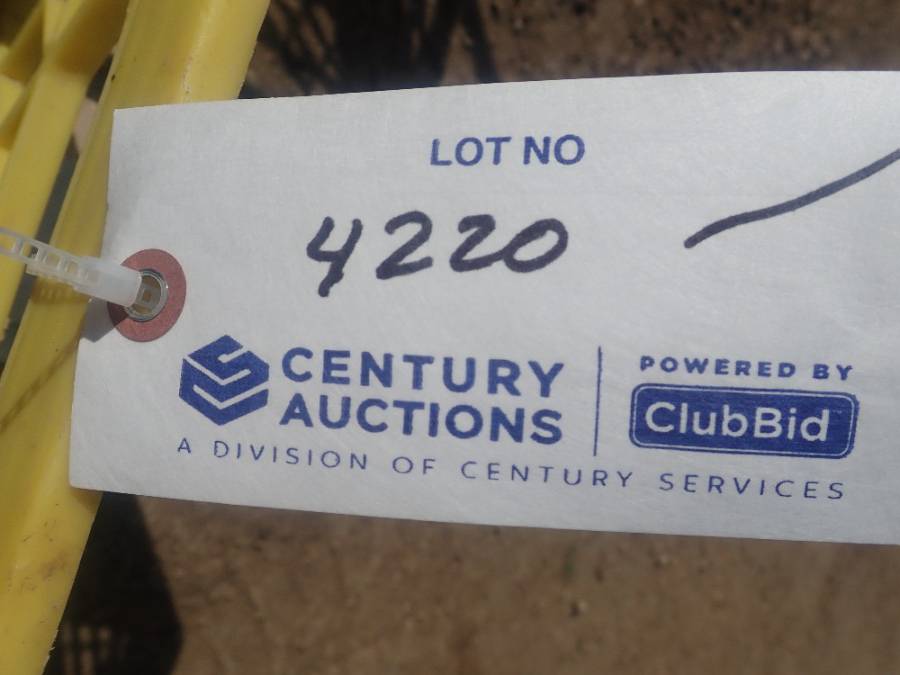 LOT NO
4220
CENTURY
AUCTIONS
A DIVISION OF CENTURY SERVICES
POWERED BY
ClubBid